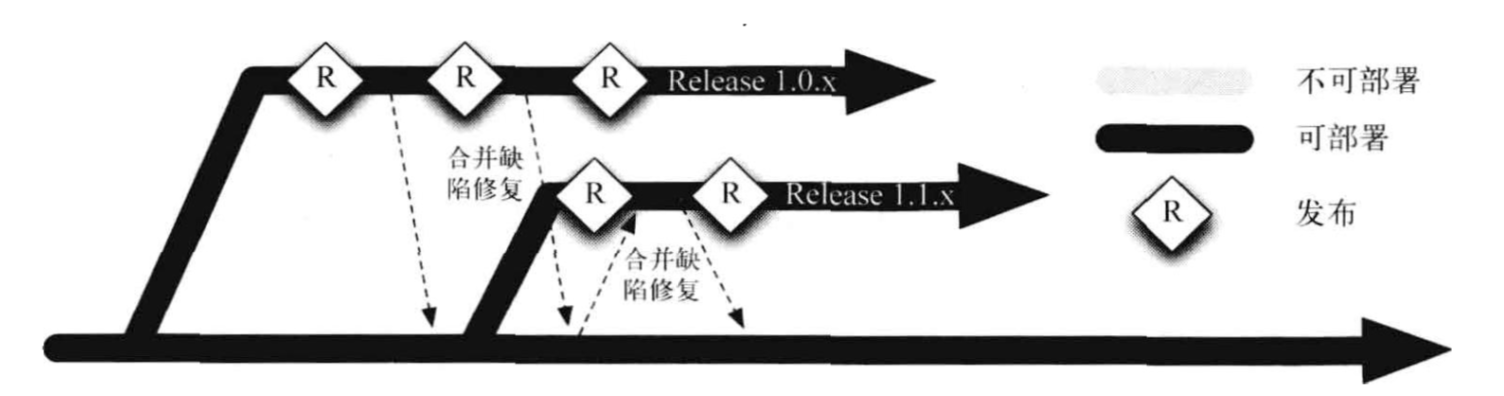 R
R
R
Release 1.0.x
合并缺
陷修复
R
R
Release 1.1.x
合并缺
陷修复
不可部署
可部署
R
发布